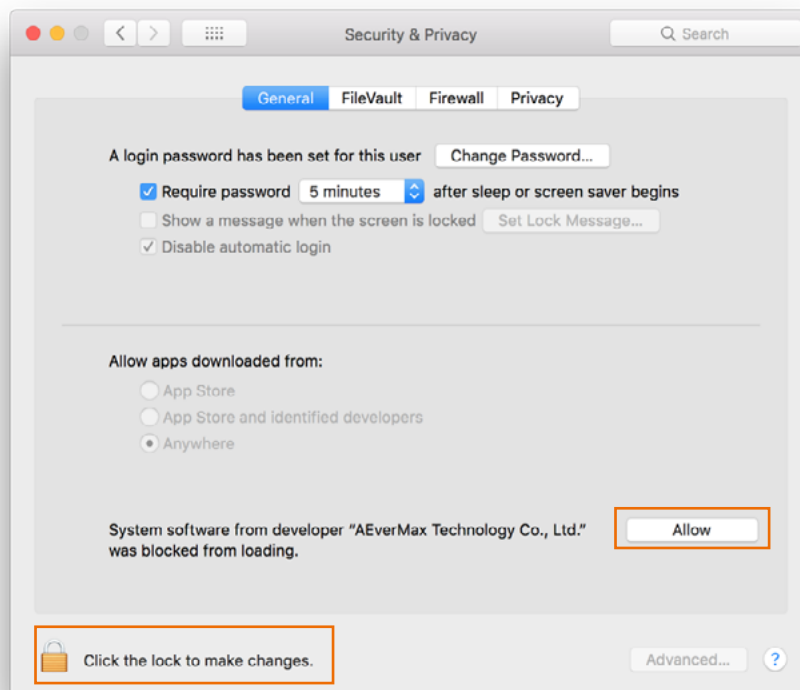 Security & Privacy
Search
General FileVault Firewall Privacy
A login password has been set for this user Change Password...
Require password 5 minutes after sleep or screen saver begins
Show a message when the screen is locked Set Lock Message...
Disable automatic login
Allow apps downloaded from:
App Store
App Store and identified developers
Anywhere
System software from developer “AEverMax Technology Co., Ltd.” Allow
was blocked from loading.
Click the lock to make changes. Advanced... ?